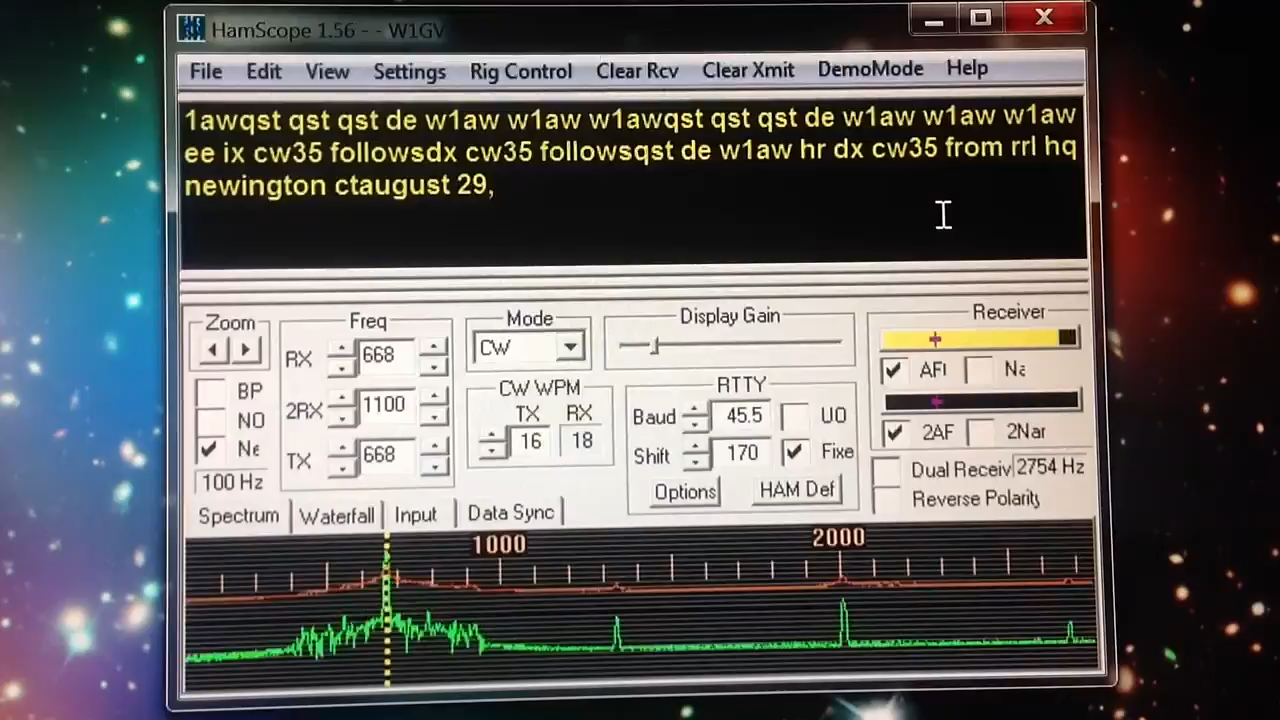 HamScope 1.56 - - W1GV
File Edit View Settings Rig Control Clear Rcv Clear Xmit DemoMode Help
1awqst qst qst de w1aw w1aw w1awqst qst qst de w1aw w1aw w1aw
ee ix cw35 followsdx cw35 followsqst de w1aw hr dx cw35 from rrl hq
newington ctaugust 29,
Zoom Freq Mode Display Gain Receiver
RX 668 CW
AFI Na
BP
CW WPM RTTY
2RX 1100
TX RX
Baud 45.5 UO
NO
16 18
2AF 2Nar
Ne
TX 668
Shift 170 Fixe
100 Hz
Dual Receiv 2754 Hz
Options HAM Def
Reverse Polarity
Spectrum Waterfall Input Data Sync
1000 2000